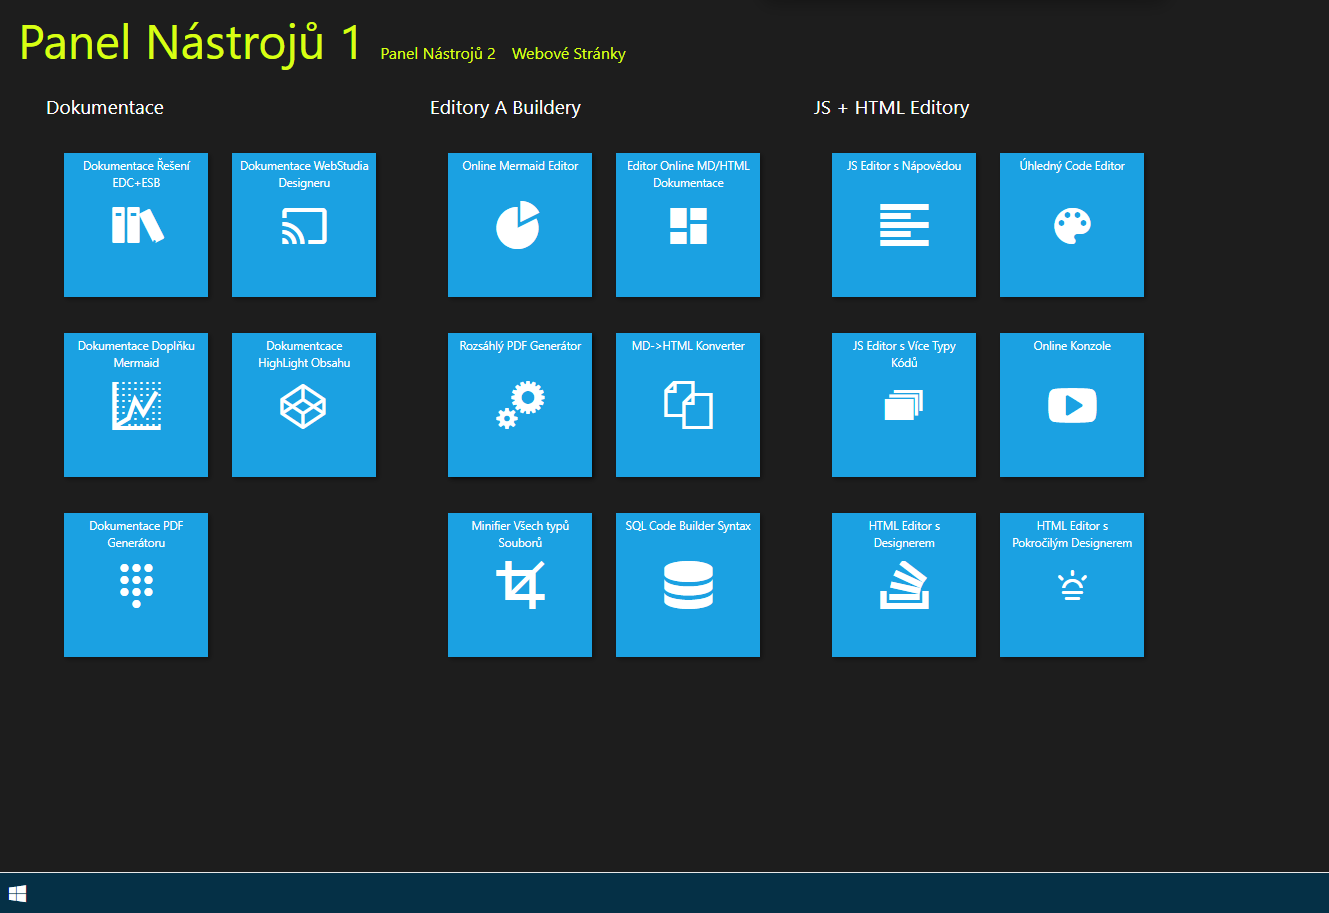 Panel Nástrojů 1 Panel Nástrojů 2 Webové Stránky
Dokumentace
Dokumentace Řešení
EDC+ESB
Dokumentace WebStudia
Designeru
Dokumentace Doplňku
Mermaid
Dokumentcace
HighLight Obsahu
Dokumentace PDF
Generátoru
Editory A Buildery
Online Mermaid Editor
Editor Online MD/HTML
Dokumentace
Rozsáhlý PDF Generátor
MD->HTML Konverter
Minifier Všech typů
Souborů
SQL Code Builder Syntax
JS + HTML Editory
JS Editor s Nápovědou
Úhledný Code Editor
JS Editor s Více Typy
Kódů
Online Konzole
HTML Editor s
Designerem
HTML Editor s
Pokročilým Designerem